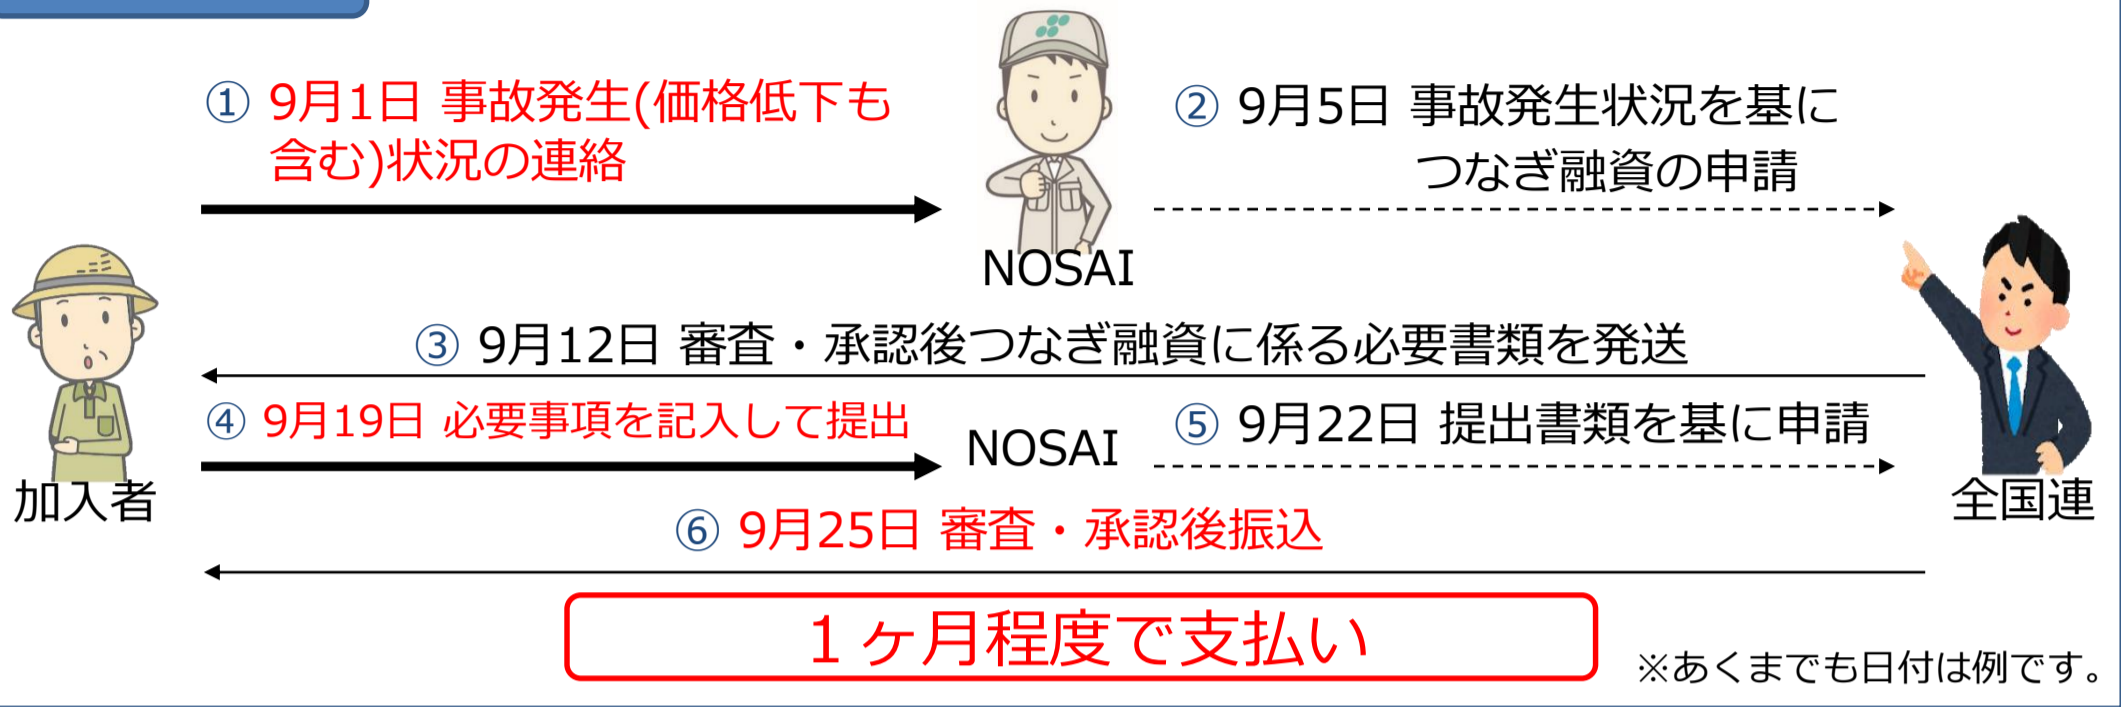 ① 9月1日 事故発生(価格低下も
含む)状況の連絡
② 9月5日 事故発生状況を基に
つなぎ融資の申請
NOSAI
③ 9月12日 審査・承認後つなぎ融資に係る必要書類を発送
④ 9月19日 必要事項を記入して提出
NOSAI
⑤ 9月22日 提出書類を基に申請
加入者
全国連
⑥ 9月25日 審査・承認後振込
１ヶ月程度で支払い
※あくまでも日付は例です。